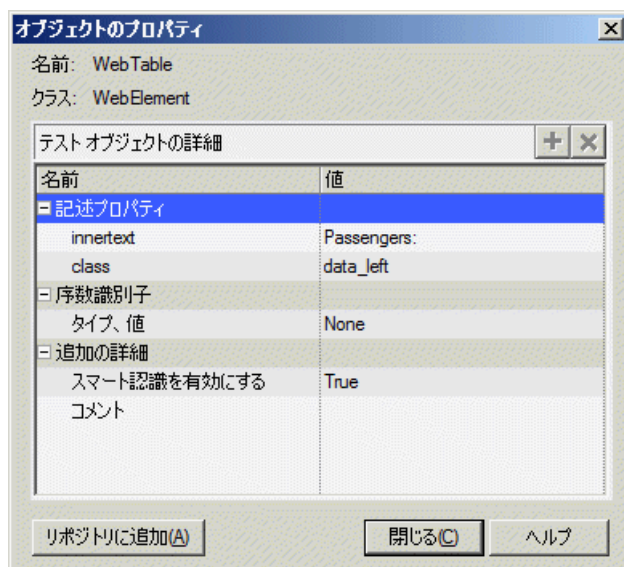 オブジェクトのプロパティ
名前: WebTable
クラス: WebElement
テスト オブジェクトの詳細
名前 値
記述プロパティ
innertext Passengers:
class data_left
序数識別子
タイプ、値 None
追加の詳細
スマート認識を有効にする True
コメント
リポジトリに追加(A) 閉じる(C) ヘルプ